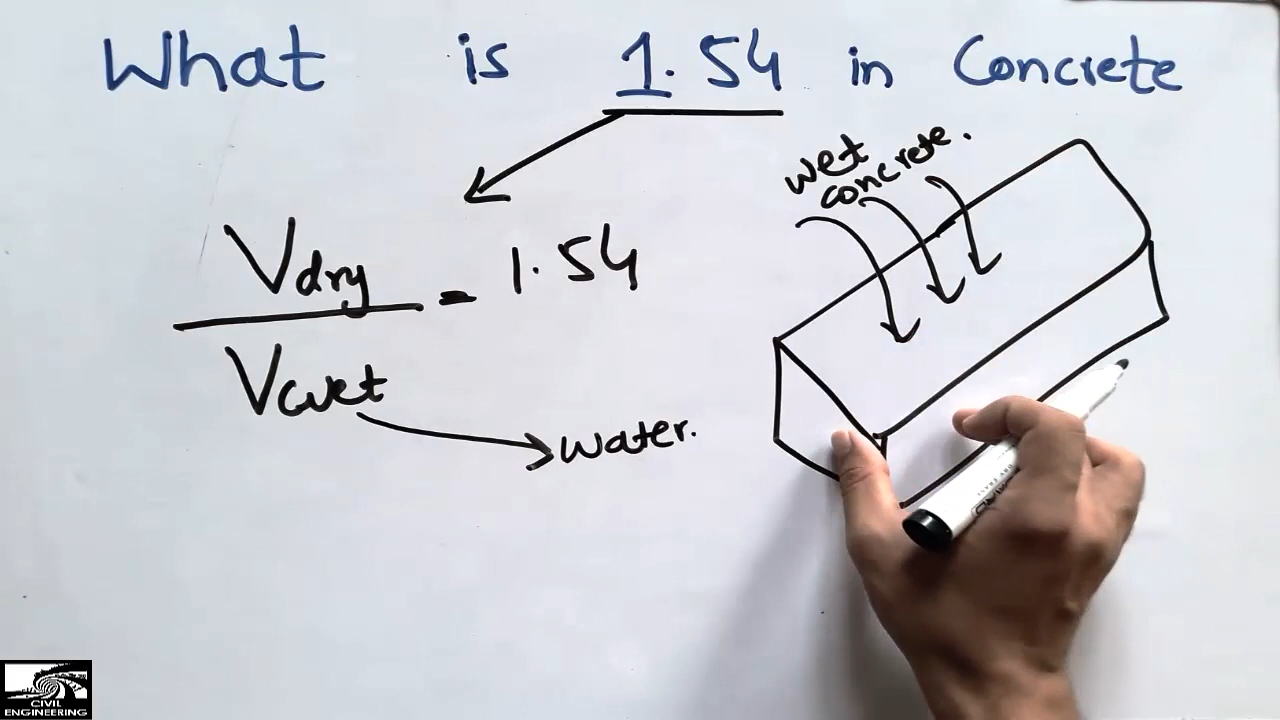 What is 1.54 in Concrete
wet
concrete.
Vdry
= 1.54
Vwet
water.
CIVIL
ENGINEERING